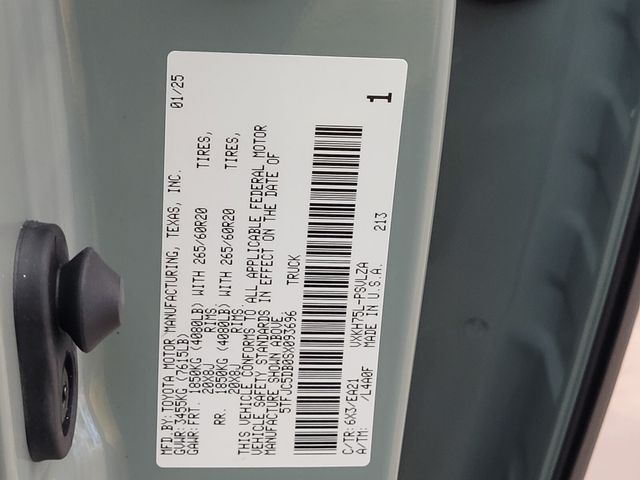 MFD.BY:TOYOTA MOTOR MANUFACTURING, TEXAS, INC. 01/25
GVWR:3455KG (7615LB)
GAWR:FRT. 1850KG (4080LB) WITH 265/60R20 TIRES,
20X8J RIMS,
RR. 1850KG (4080LB) WITH 265/60R20 TIRES,
20X8J RIMS.
THIS VEHICLE CONFORMS TO ALL APPLICABLE FEDERAL MOTOR
VEHICLE SAFETY STANDARDS IN EFFECT ON THE DATE OF
MANUFACTURE SHOWN ABOVE.
5TFJC5DB0SX093696 TRUCK
C/TR:6X3/EA21 VXKH75L-PSVLZA
A/TM: /L4A0F MADE IN U.S.A.
213
1